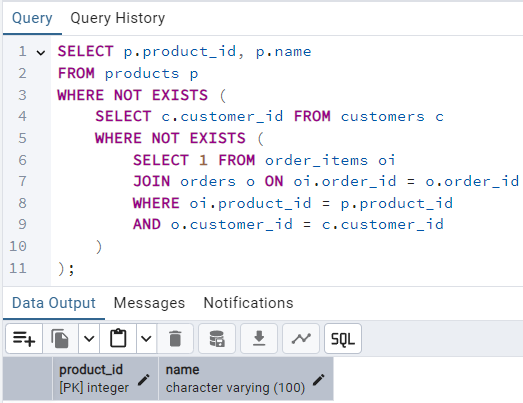 Query Query History
1 SELECT p.product_id, p.name
2 FROM products p
3 WHERE NOT EXISTS (
4 SELECT c.customer_id FROM customers c
5 WHERE NOT EXISTS (
6 SELECT 1 FROM order_items oi
7 JOIN orders o ON oi.order_id = o.order_id
8 WHERE oi.product_id = p.product_id
9 AND o.customer_id = c.customer_id
10 )
11 );
Data Output Messages Notifications
SQL
product_id name
[PK] integer character varying (100)